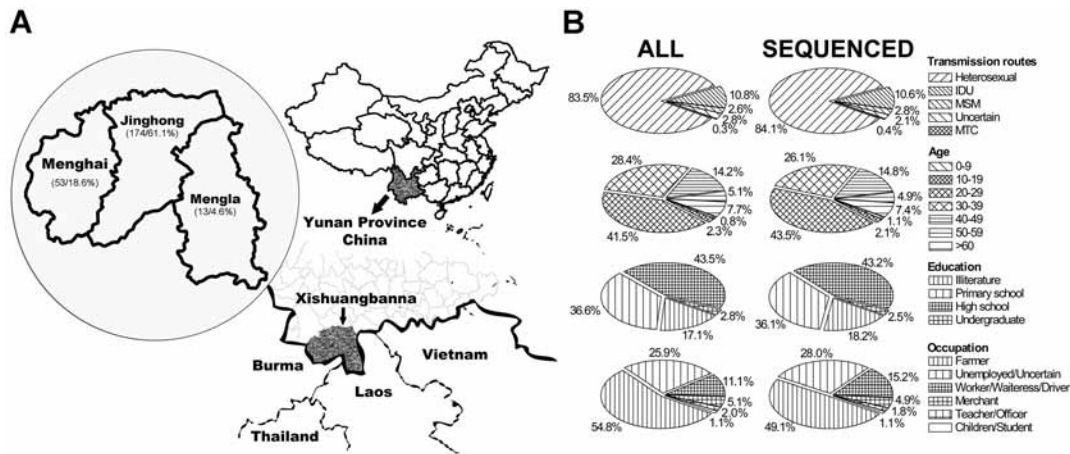 A
Jinghong
(174/61.1%)
Menghai
(53/18.6%)
Mengla
(13/4.6%)
Yunan Province
China
Xishuangbanna
Burma
Vietnam
Laos
Thailand
B
ALL
SEQUENCED
83.5%
10.8%
2.6%
2.8%
0.3%
84.1%
10.6%
2.8%
2.1%
0.4%
Transmission routes
Heterosexual
IDU
MSM
Uncertain
MTC
28.4%
14.2%
5.1%
7.7%
0.8%
2.3%
41.5%
26.1%
14.8%
4.9%
7.4%
1.1%
2.1%
43.5%
Age
0-9
10-19
20-29
30-39
40-49
50-59
>60
43.5%
36.6%
2.8%
17.1%
43.2%
36.1%
2.5%
18.2%
Education
Illiterature
Primary school
High school
Undergraduate
25.9%
11.1%
5.1%
2.0%
1.1%
54.8%
28.0%
15.2%
4.9%
1.8%
1.1%
49.1%
Occupation
Farmer
Unemployed/Uncertain
Worker/Waiteress/Driver
Merchant
Teacher/Officer
Children/Student